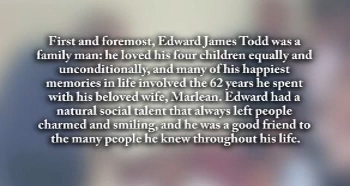 First and foremost, Edward James Todd was a
family man: he loved his four children equally and
unconditionally, and many of his happiest
memories in life involved the 62 years he spent
with his beloved wife, Marlean. Edward had a
natural social talent that always left people
charmed and smiling, and he was a good friend to
the many people he knew throughout his life.